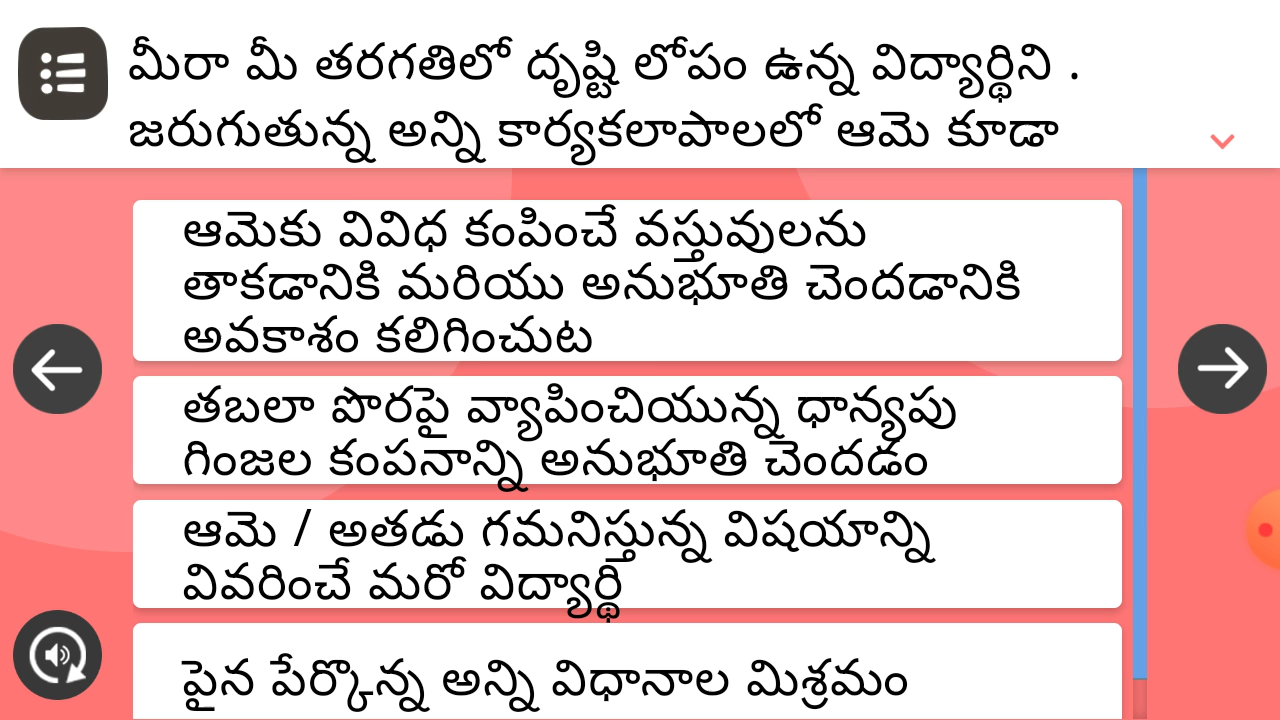 మీరా మీ తరగతిలో దృష్టి లోపం ఉన్న విద్యార్థిని .
జరుగుతున్న అన్ని కార్యకలాపాలలో ఆమె కూడా
ఆమెకు వివిధ కంపించే వస్తువులను
తాకడానికి మరియు అనుభూతి చెందడానికి
అవకాశం కలిగించుట
తబలా పొరపై వ్యాపించియున్న ధాన్యపు
గింజల కంపనాన్ని అనుభూతి చెందడం
ఆమె / అతడు గమనిస్తున్న విషయాన్ని
వివరించే మరో విద్యార్థి
పైన పేర్కొన్న అన్ని విధానాల మిశ్రమం